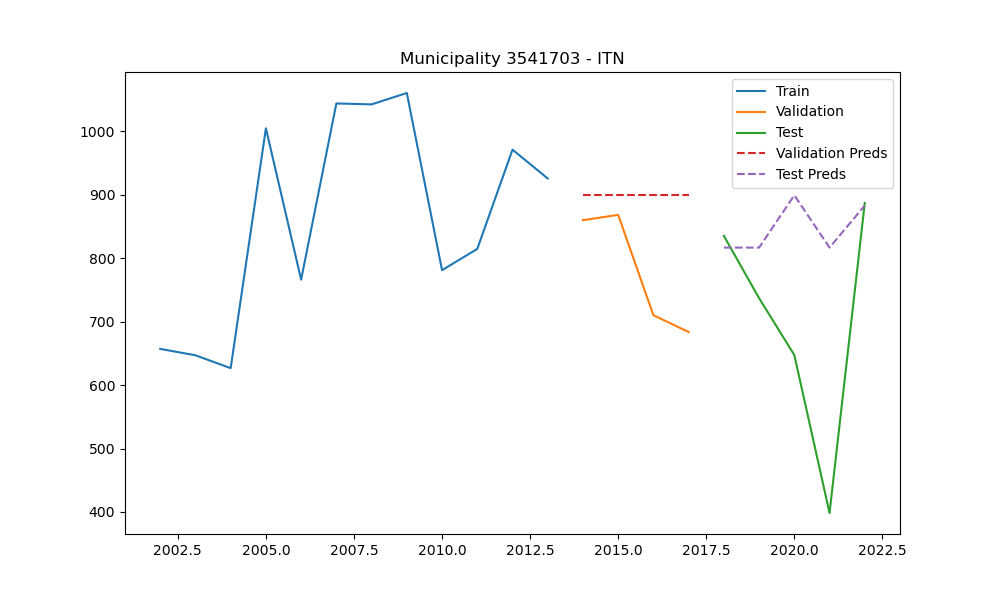 Municipality 3541703 - ITN
Train
Validation
Test
Validation Preds
Test Preds
1000
900
800
700
600
500
400
2002.5 2005.0 2007.5 2010.0 2012.5 2015.0 2017.5 2020.0 2022.5